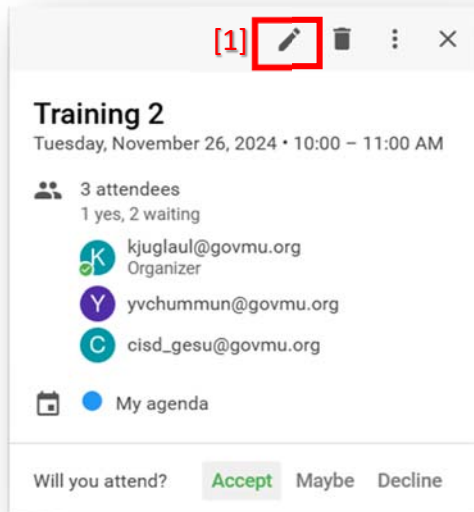 [1]
Training 2
Tuesday, November 26, 2024 • 10:00 – 11:00 AM
3 attendees
1 yes, 2 waiting
K
kjuglaul@govmu.org
Organizer
Y
yvchummun@govmu.org
C
cisd_gesu@govmu.org
My agenda
Will you attend? Accept Maybe Decline